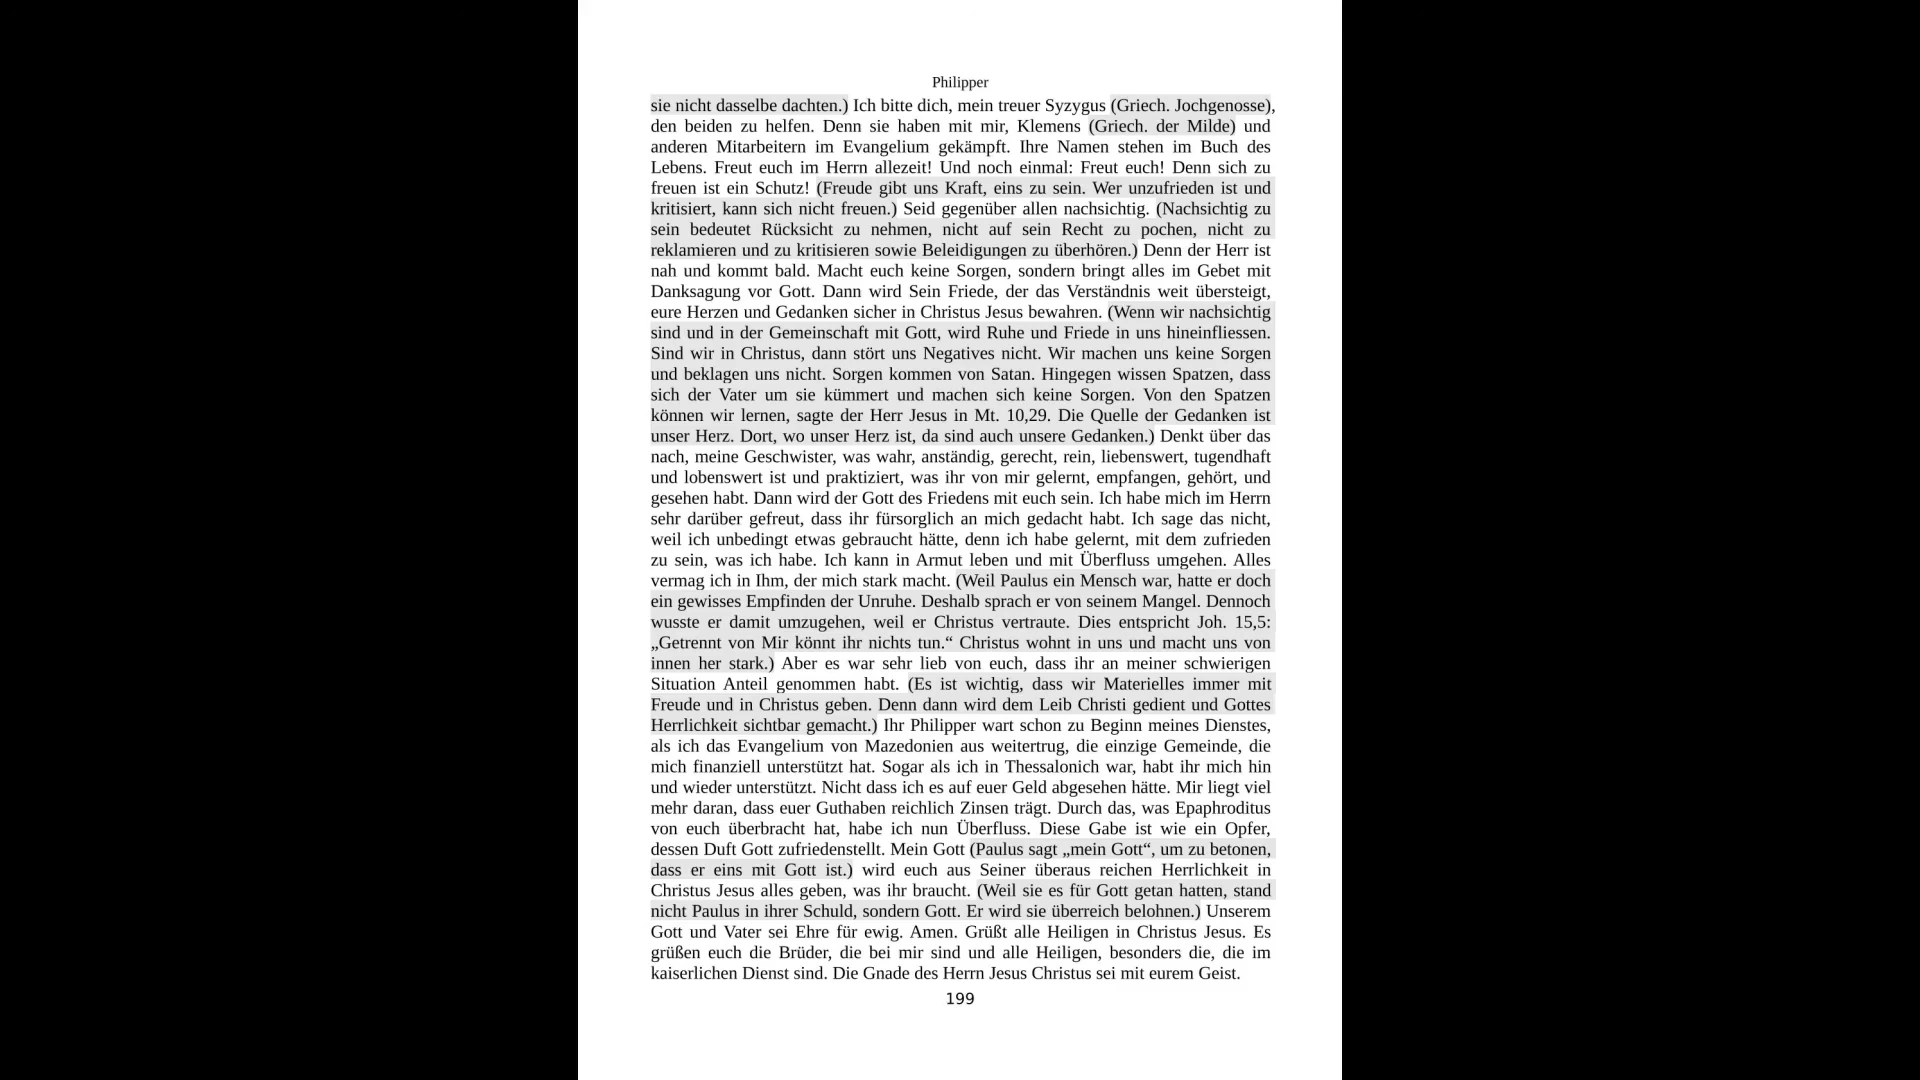 Philipper
sie nicht dasselbe dachten.) Ich bitte dich, mein treuer Syzygus (Griech. Jochgenosse),
den beiden zu helfen. Denn sie haben mit mir, Klemens (Griech. der Milde) und
anderen Mitarbeitern im Evangelium gekämpft. Ihre Namen stehen im Buch des
Lebens. Freut euch im Herrn allezeit! Und noch einmal: Freut euch! Denn sich zu
freuen ist ein Schutz! (Freude gibt uns Kraft, eins zu sein. Wer unzufrieden ist und
kritisiert, kann sich nicht freuen.) Seid gegenüber allen nachsichtig. (Nachsichtig zu
sein bedeutet Rücksicht zu nehmen, nicht auf sein Recht zu pochen, nicht zu
reklamieren und zu kritisieren sowie Beleidigungen zu überhören.) Denn der Herr ist
nah und kommt bald. Macht euch keine Sorgen, sondern bringt alles im Gebet mit
Danksagung vor Gott. Dann wird Sein Friede, der das Verständnis weit übersteigt,
eure Herzen und Gedanken sicher in Christus Jesus bewahren. (Wenn wir nachsichtig
sind und in der Gemeinschaft mit Gott, wird Ruhe und Friede in uns hineinfliessen.
Sind wir in Christus, dann stört uns Negatives nicht. Wir machen uns keine Sorgen
und beklagen uns nicht. Sorgen kommen von Satan. Hingegen wissen Spatzen, dass
sich der Vater um sie kümmert und machen sich keine Sorgen. Von den Spatzen
können wir lernen, sagte der Herr Jesus in Mt. 10,29. Die Quelle der Gedanken ist
unser Herz. Dort, wo unser Herz ist, da sind auch unsere Gedanken.) Denkt über das
nach, meine Geschwister, was wahr, anständig, gerecht, rein, liebenswert, tugendhaft
und lobenswert ist und praktiziert, was ihr von mir gelernt, empfangen, gehört, und
gesehen habt. Dann wird der Gott des Friedens mit euch sein. Ich habe mich im Herrn
sehr darüber gefreut, dass ihr fürsorglich an mich gedacht habt. Ich sage das nicht,
weil ich unbedingt etwas gebraucht hätte, denn ich habe gelernt, mit dem zufrieden
zu sein, was ich habe. Ich kann in Armut leben und mit Überfluss umgehen. Alles
vermag ich in Ihm, der mich stark macht. (Weil Paulus ein Mensch war, hatte er doch
ein gewisses Empfinden der Unruhe. Deshalb sprach er von seinem Mangel. Dennoch
wusste er damit umzugehen, weil er Christus vertraute. Dies entspricht Joh. 15,5:
„Getrennt von Mir könnt ihr nichts tun.“ Christus wohnt in uns und macht uns von
innen her stark.) Aber es war sehr lieb von euch, dass ihr an meiner schwierigen
Situation Anteil genommen habt. (Es ist wichtig, dass wir Materielles immer mit
Freude und in Christus geben. Denn dann wird dem Leib Christi gedient und Gottes
Herrlichkeit sichtbar gemacht.) Ihr Philipper wart schon zu Beginn meines Dienstes,
als ich das Evangelium von Mazedonien aus weitertrug, die einzige Gemeinde, die
mich finanziell unterstützt hat. Sogar als ich in Thessalonich war, habt ihr mich hin
und wieder unterstützt. Nicht dass ich es auf euer Geld abgesehen hätte. Mir liegt viel
mehr daran, dass euer Guthaben reichlich Zinsen trägt. Durch das, was Epaphroditus
von euch überbracht hat, habe ich nun Überfluss. Diese Gabe ist wie ein Opfer,
dessen Duft Gott zufriedenstellt. Mein Gott (Paulus sagt „mein Gott“, um zu betonen,
dass er eins mit Gott ist.) wird euch aus Seiner überaus reichen Herrlichkeit in
Christus Jesus alles geben, was ihr braucht. (Weil sie es für Gott getan hatten, stand
nicht Paulus in ihrer Schuld, sondern Gott. Er wird sie überreich belohnen.) Unserem
Gott und Vater sei Ehre für ewig. Amen. Grüßt alle Heiligen in Christus Jesus. Es
grüßen euch die Brüder, die bei mir sind und alle Heiligen, besonders die, die im
kaiserlichen Dienst sind. Die Gnade des Herrn Jesus Christus sei mit eurem Geist.
199